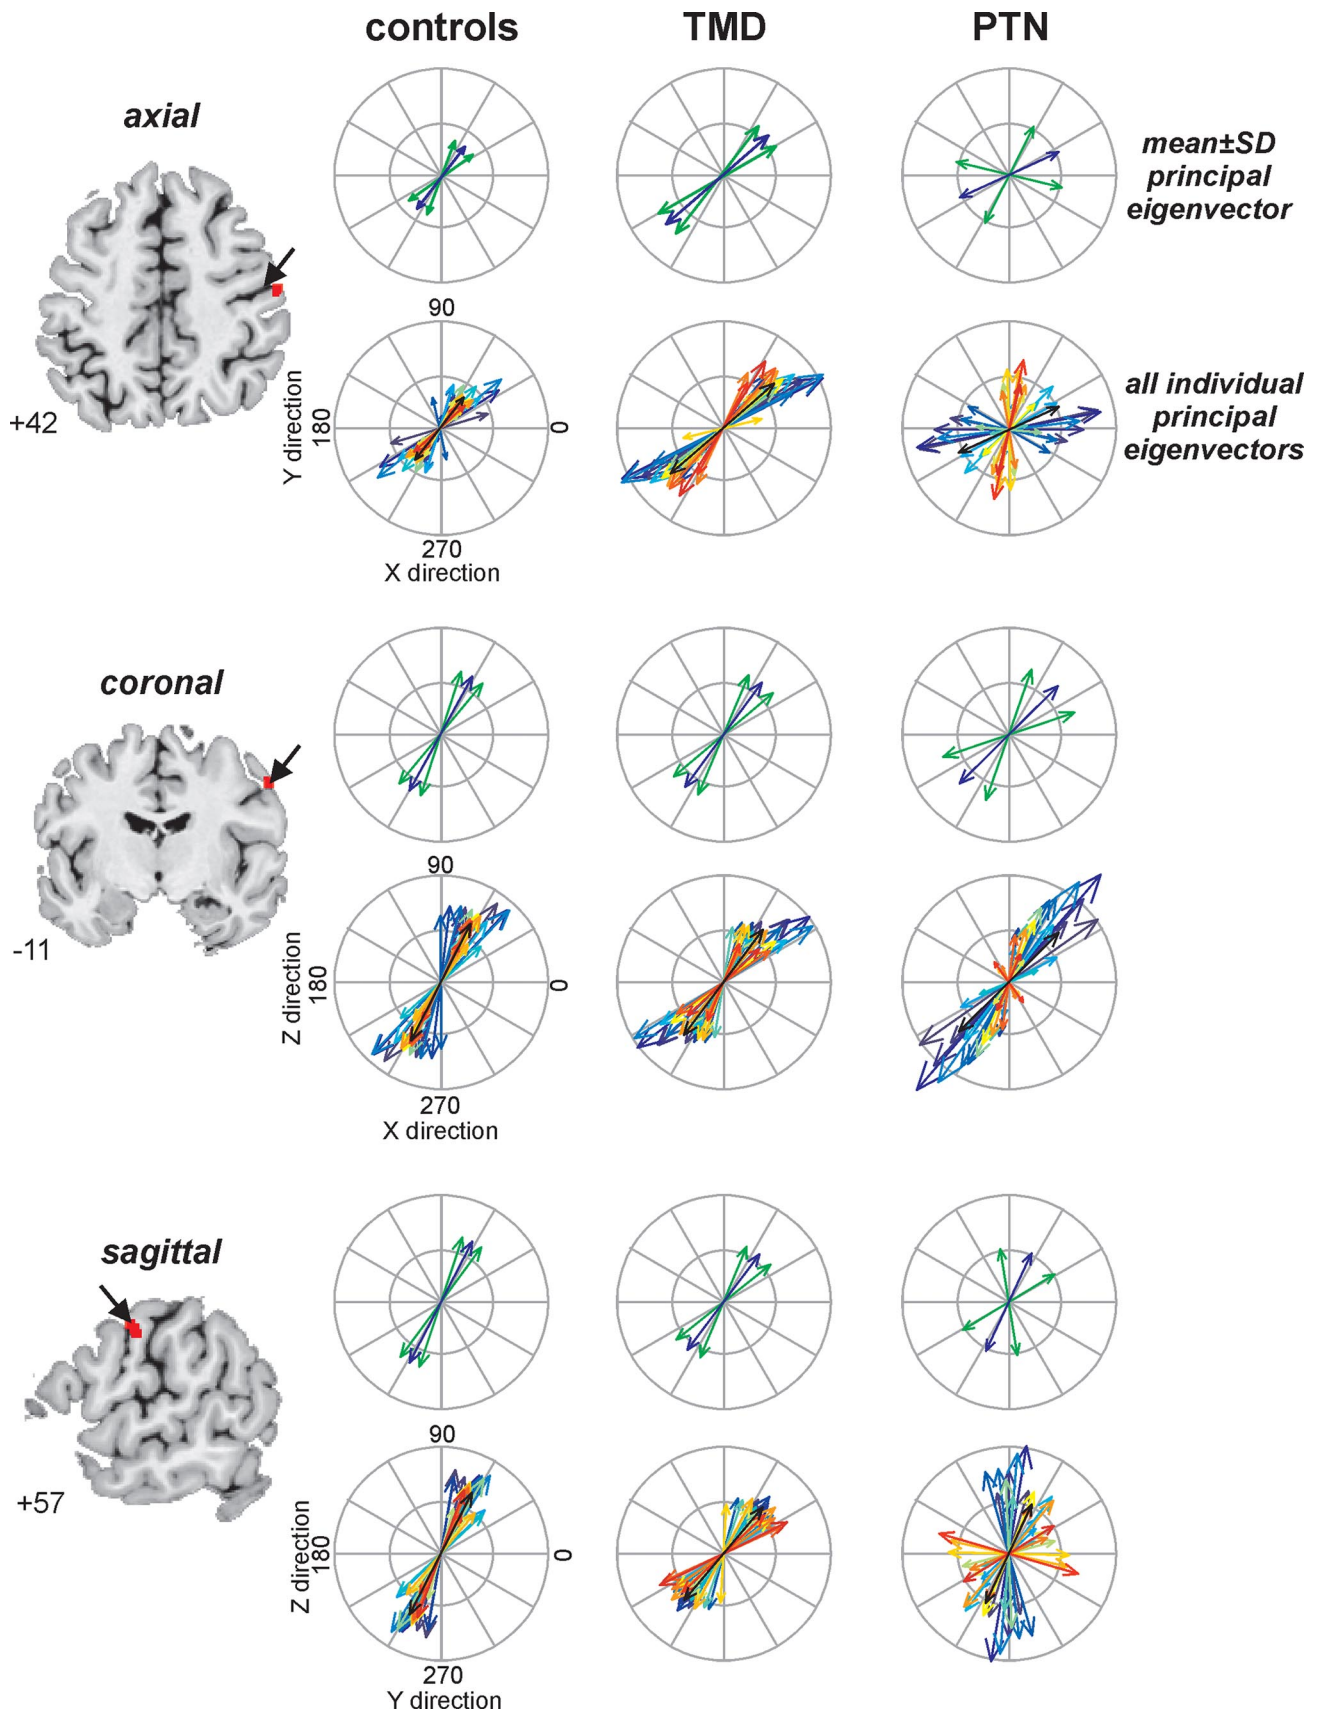 controls TMD PTN
axial
mean±SD
principal
eigenvector
+42
90
180
0
270
Y direction
X direction
all individual
principal
eigenvectors
coronal
-11
90
180
0
270
Z direction
X direction
sagittal
+57
90
180
0
270
Z direction
Y direction